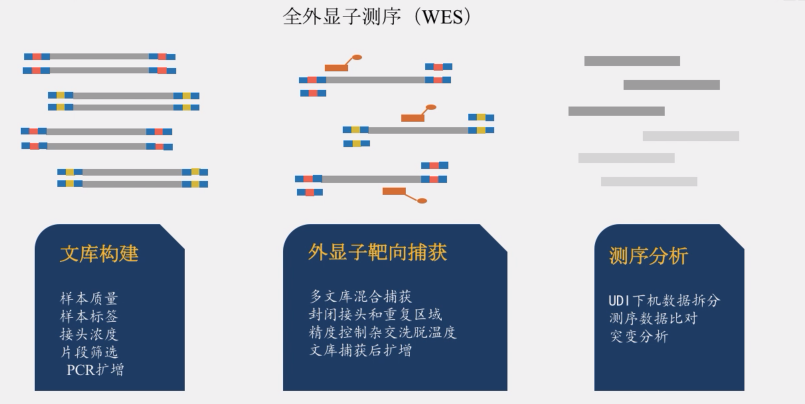 全外显子测序（WES）
文库构建
样本质量
样本标签
接头浓度
片段筛选
PCR扩增
外显子靶向捕获
多文库混合捕获
封闭接头和重复区域
精度控制杂交洗脱温度
文库捕获后扩增
测序分析
UDI下机数据拆分
测序数据比对
突变分析